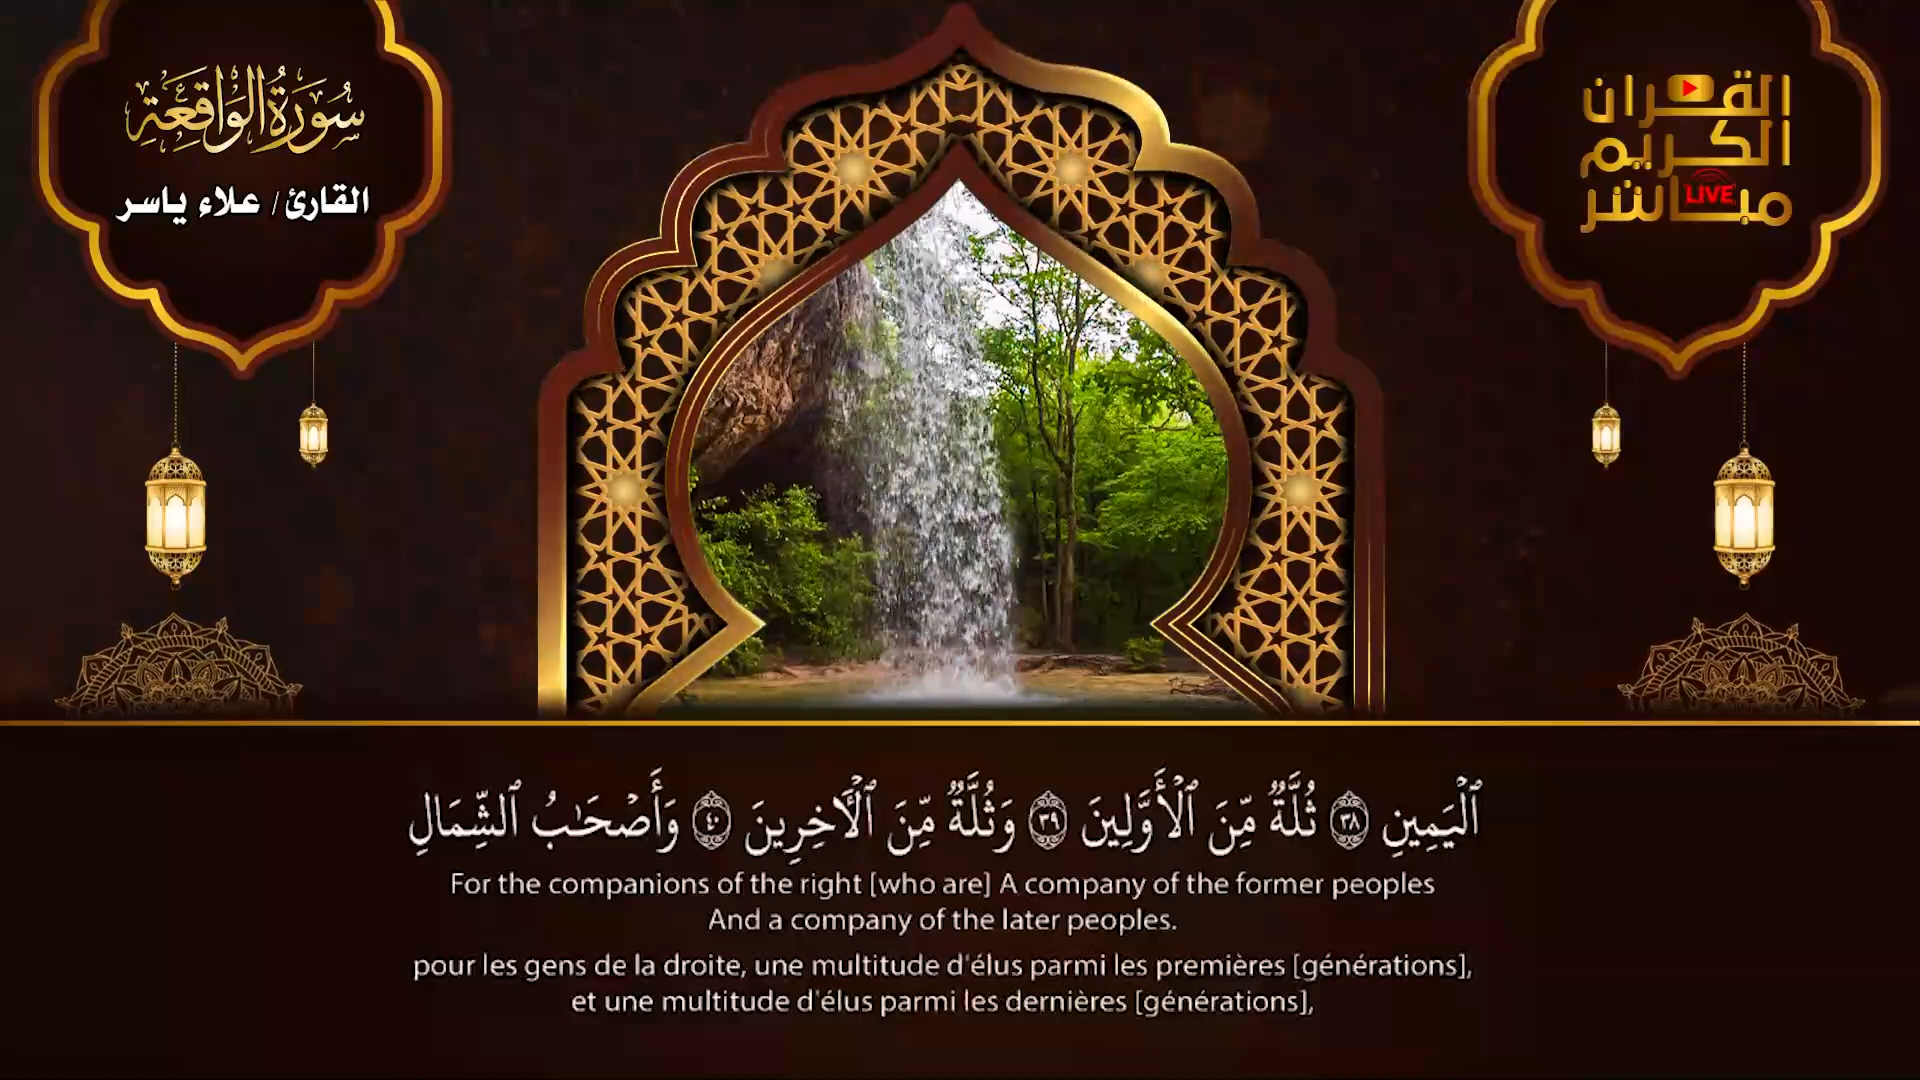 سُورَةُ الوَاقِعَةِ
القارئ / علاء ياسر
القران
الكريم
مباشر
LIVE
ٱلۡيَمِينِ ٣٨ ثُلَّةٞ مِّنَ ٱلۡأَوَّلِينَ ٣٩ وَثُلَّةٞ مِّنَ ٱلۡأٓخِرِينَ ٤٠ وَأَصۡحَٰبُ ٱلشِّمَالِ
For the companions of the right [who are] A company of the former peoples
And a company of the later peoples.
pour les gens de la droite, une multitude d'élus parmi les premières [générations],
et une multitude d'élus parmi les dernières [générations],